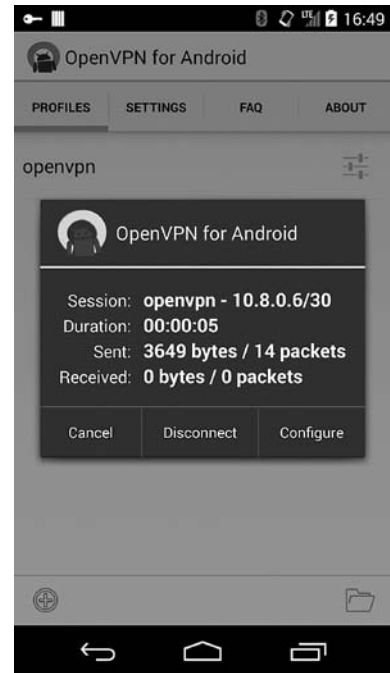 LTE 16:49
OpenVPN for Android
PROFILES SETTINGS FAQ ABOUT
openvpn
OpenVPN for Android
Session: openvpn - 10.8.0.6/30
Duration: 00:00:05
Sent: 3649 bytes / 14 packets
Received: 0 bytes / 0 packets
Cancel Disconnect Configure